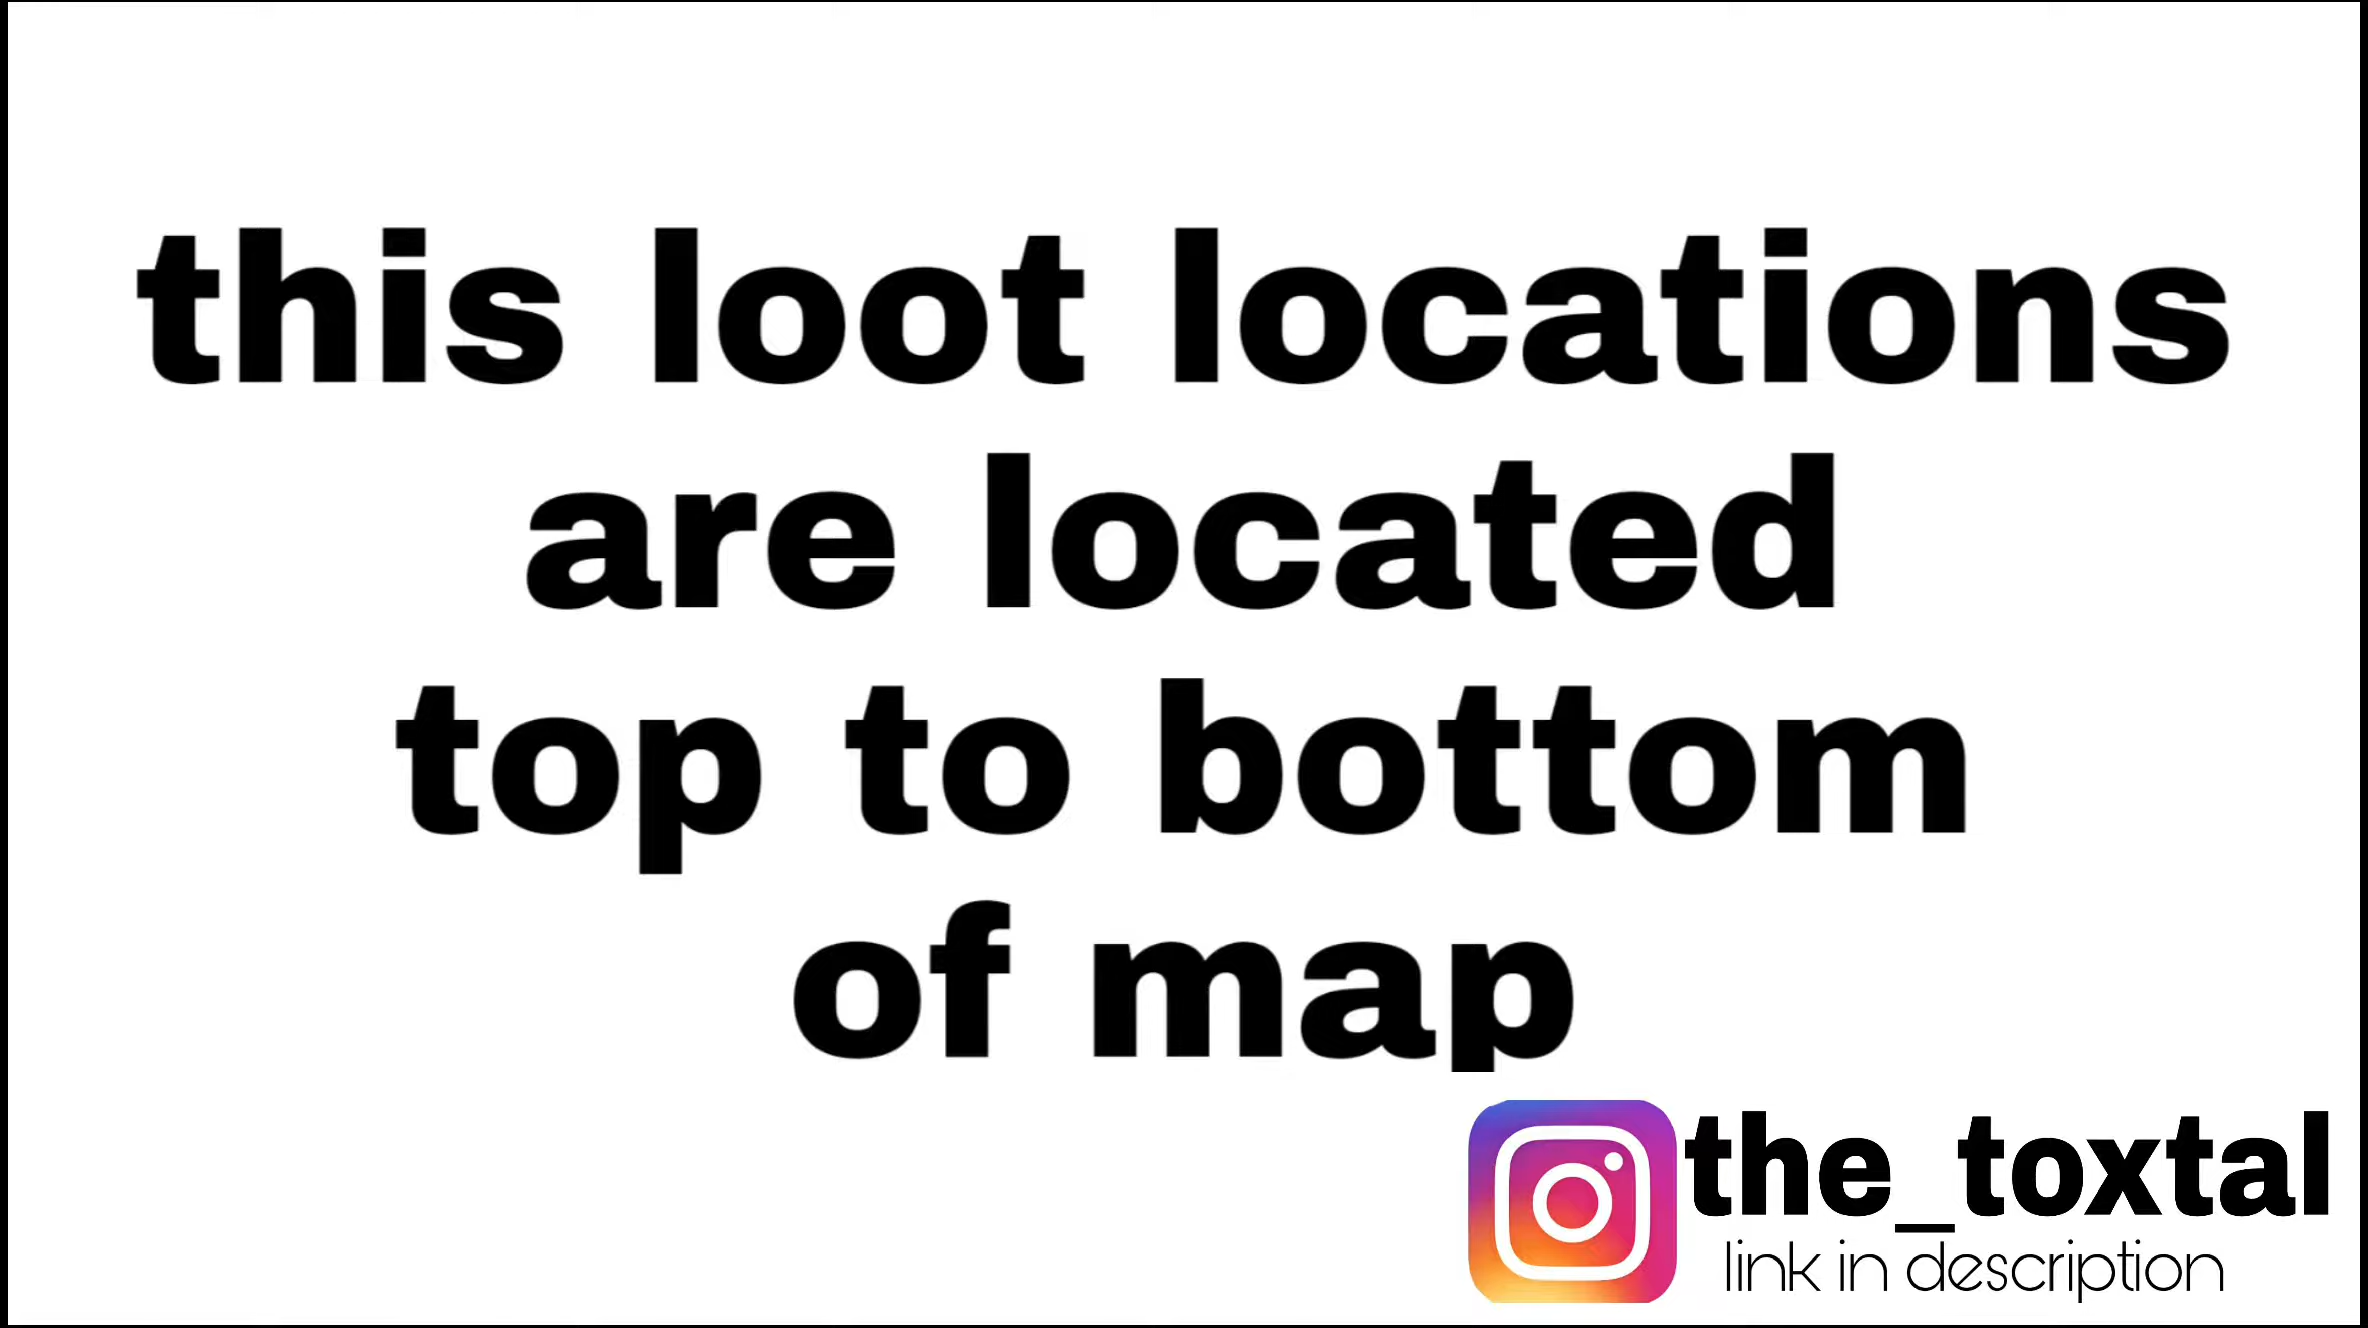 this loot locations
are located
top to bottom
of map
the_toxtal
link in description